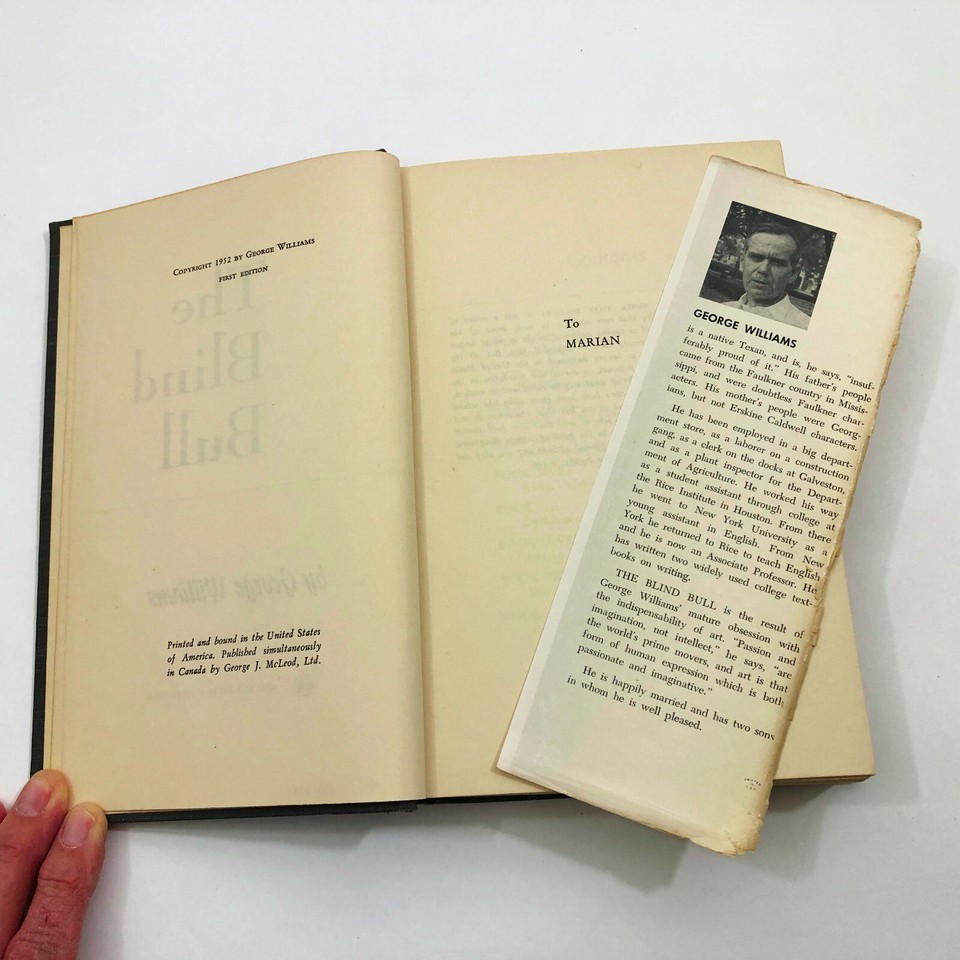 COPYRIGHT 1952 BY GEORGE WILLIAMS
FIRST EDITION
The
Blind
Bull
by George Williams
Printed and bound in the United States
of America. Published simultaneously
in Canada by George J. McLeod, Ltd.
To
MARIAN
GEORGE WILLIAMS
is a native Texan, and is, he says, "insuf-
ferably proud of it." His father's people
came from the Faulkner country in Missis-
sippi, and were doubtless Faulkner char-
acters. His mother's people were Georg-
ians, but not Erskine Caldwell characters.
He has been employed in a big depart-
ment store, as a laborer on a construction
gang, as a clerk on the docks at Galveston,
and as a plant inspector for the Depart-
ment of Agriculture. He worked his way
as a student assistant through college at
the Rice Institute in Houston. From there
he went to New York University as a
young assistant in English. From New
York he returned to Rice to teach English
and he is now an Associate Professor. He
has written two widely used college text-
books on writing.
THE BLIND BULL is the result of
George Williams' mature obsession with
the indispensability of art. "Passion and
imagination, not intellect," he says, "are
the world's prime movers, and art is that
form of human expression which is both
passionate and imaginative."
He is happily married and has two sons
in whom he is well pleased.